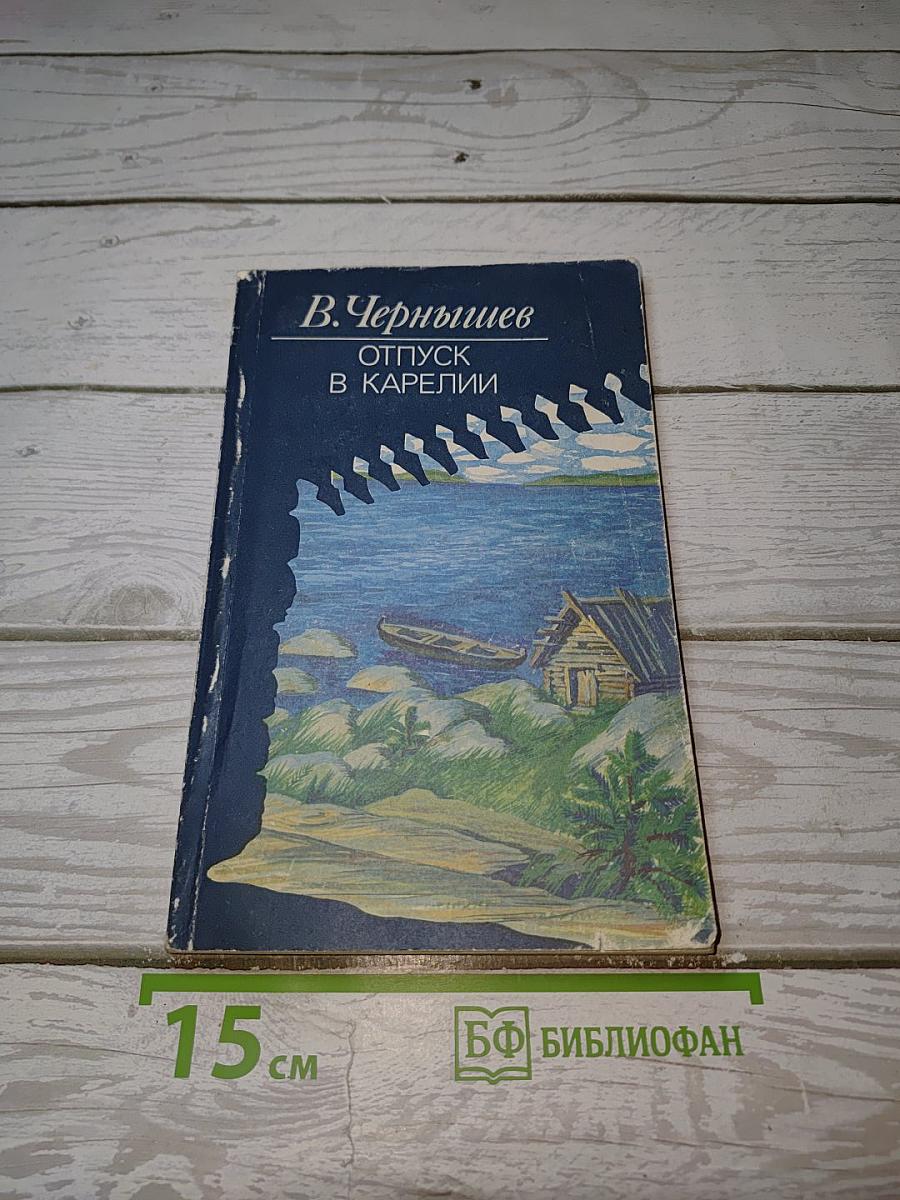 В. Чернышев
ОТПУСК
В КАРЕЛИИ
15 см
БФ БИБЛИОФАН